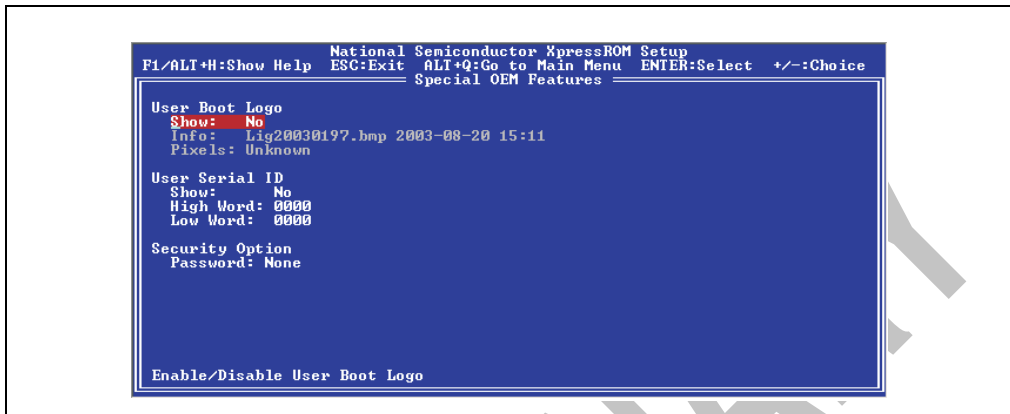 National Semiconductor XpressROM Setup
F1/ALT+H:Show Help ESC:Exit ALT+Q:Go to Main Menu ENTER:Select +/-:Choice
Special OEM Features
User Boot Logo
Show: No
Info: Lig20030197.bmp 2003-08-20 15:11
Pixels: Unknown
User Serial ID
Show: No
High Word: 0000
Low Word: 0000
Security Option
Password: None
Enable/Disable User Boot Logo